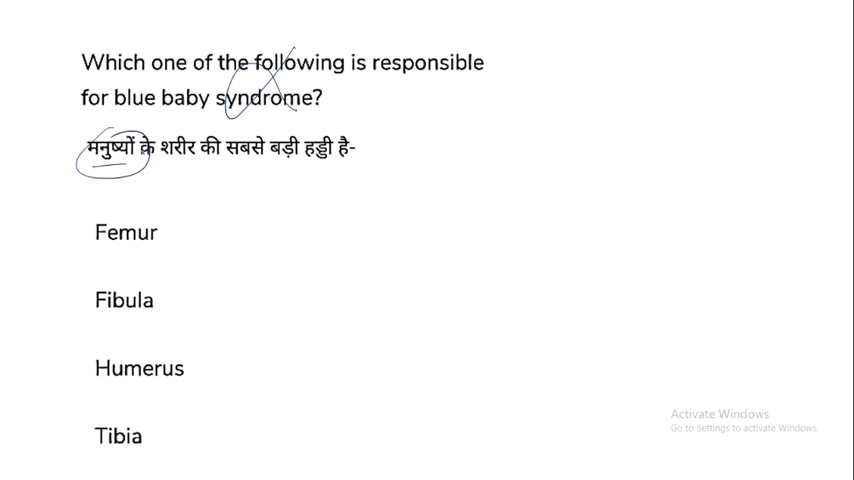 Which one of the following is responsible
for blue baby syndrome?
मनुष्यों के शरीर की सबसे बड़ी हड्डी है-
Femur
Fibula
Humerus
Tibia
Activate Windows
Go to Settings to activate Windows.